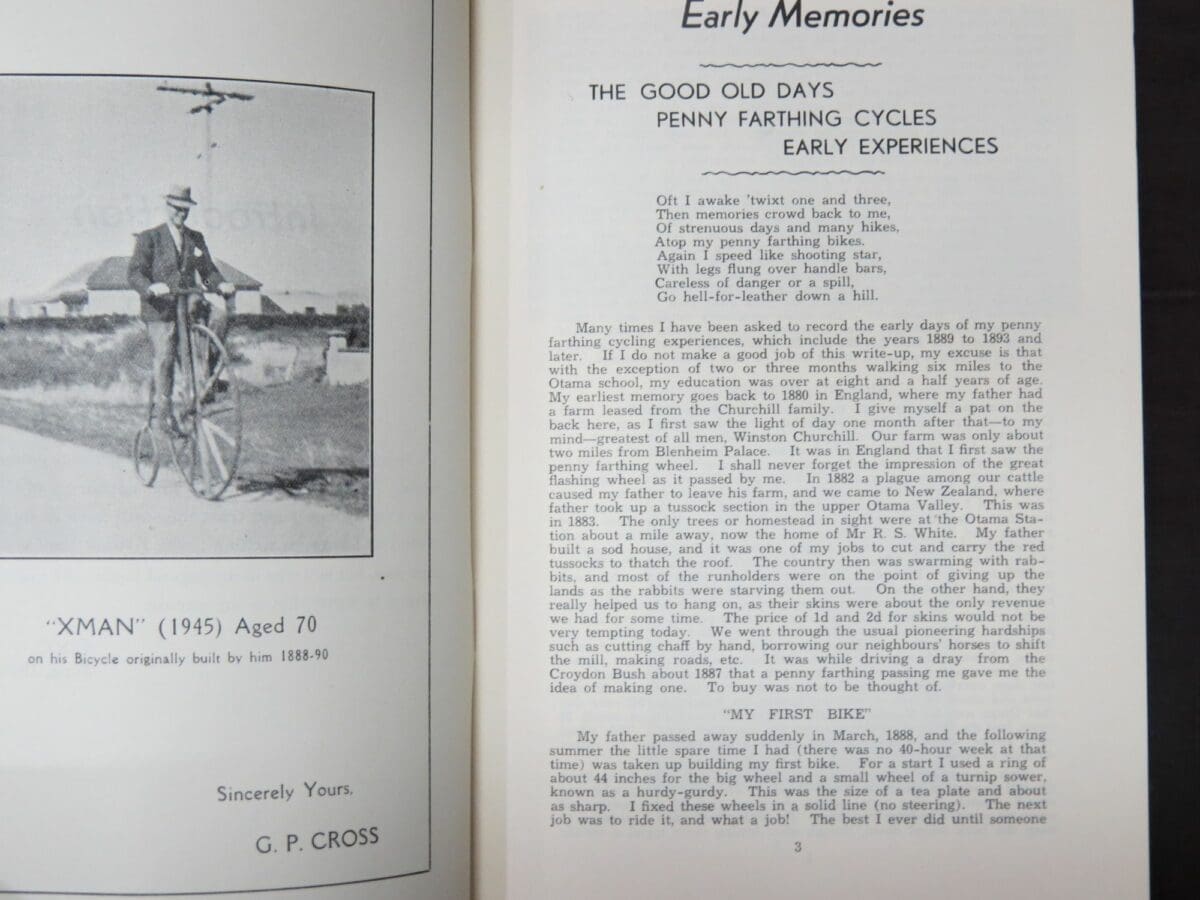 "XMAN" (1945) Aged 70
on his Bicycle originally built by him 1888-90
Sincerely Yours,
G. P. CROSS
Early Memories
THE GOOD OLD DAYS
PENNY FARTHING CYCLES
EARLY EXPERIENCES
Oft I awake 'twixt one and three,
Then memories crowd back to me,
Of strenuous days and many hikes,
Atop my penny farthing bikes.
Again I speed like shooting star,
With legs flung over handle bars,
Careless of danger or a spill,
Go hell-for-leather down a hill.
Many times I have been asked to record the early days of my penny
farthing cycling experiences, which include the years 1889 to 1893 and
later. If I do not make a good job of this write-up, my excuse is that
with the exception of two or three months walking six miles to the
Otama school, my education was over at eight and a half years of age.
My earliest memory goes back to 1880 in England, where my father had
a farm leased from the Churchill family. I give myself a pat on the
back here, as I first saw the light of day one month after that—to my
mind—greatest of all men, Winston Churchill. Our farm was only about
two miles from Blenheim Palace. It was in England that I first saw the
penny farthing wheel. I shall never forget the impression of the great
flashing wheel as it passed by me. In 1882 a plague among our cattle
caused my father to leave his farm, and we came to New Zealand, where
father took up a tussock section in the upper Otama Valley. This was
in 1883. The only trees or homestead in sight were at the Otama Sta-
tion about a mile away, now the home of Mr R. S. White. My father
built a sod house, and it was one of my jobs to cut and carry the red
tussocks to thatch the roof. The country then was swarming with rab-
bits, and most of the runholders were on the point of giving up the
lands as the rabbits were starving them out. On the other hand, they
really helped us to hang on, as their skins were about the only revenue
we had for some time. The price of 1d and 2d for skins would not be
very tempting today. We went through the usual pioneering hardships
such as cutting chaff by hand, borrowing our neighbours' horses to shift
the mill, making roads, etc. It was while driving a dray from the
Croydon Bush about 1887 that a penny farthing passing me gave me the
idea of making one. To buy was not to be thought of.
"MY FIRST BIKE"
My father passed away suddenly in March, 1888, and the following
summer the little spare time I had (there was no 40-hour week at that
time) was taken up building my first bike. For a start I used a ring of
about 44 inches for the big wheel and a small wheel of a turnip sower,
known as a hurdy-gurdy. This was the size of a tea plate and about
as sharp. I fixed these wheels in a solid line (no steering). The next
job was to ride it, and what a job! The best I ever did until someone
3